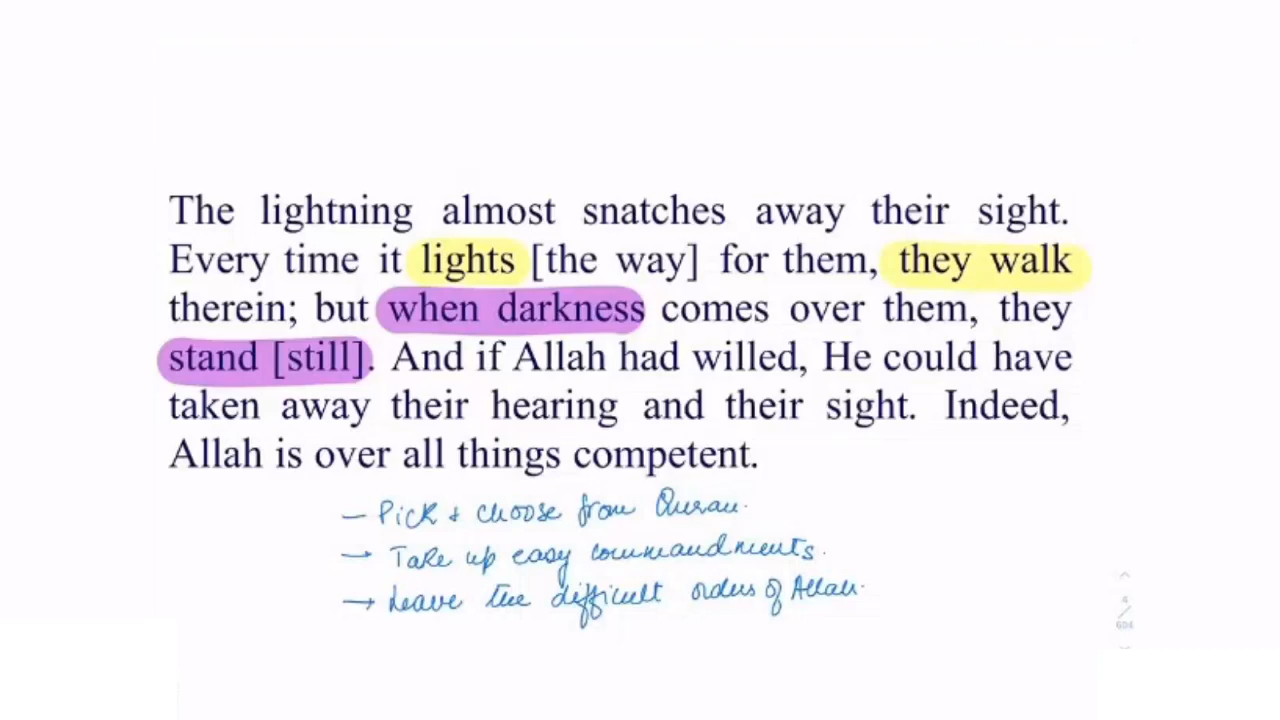 The lightning almost snatches away their sight.
Every time it lights [the way] for them, they walk
therein; but when darkness comes over them, they
stand [still]. And if Allah had willed, He could have
taken away their hearing and their sight. Indeed,
Allah is over all things competent.
– Pick & choose from Quran.
→ Take up easy commandments.
→ Leave the difficult orders of Allah.
4
/
604